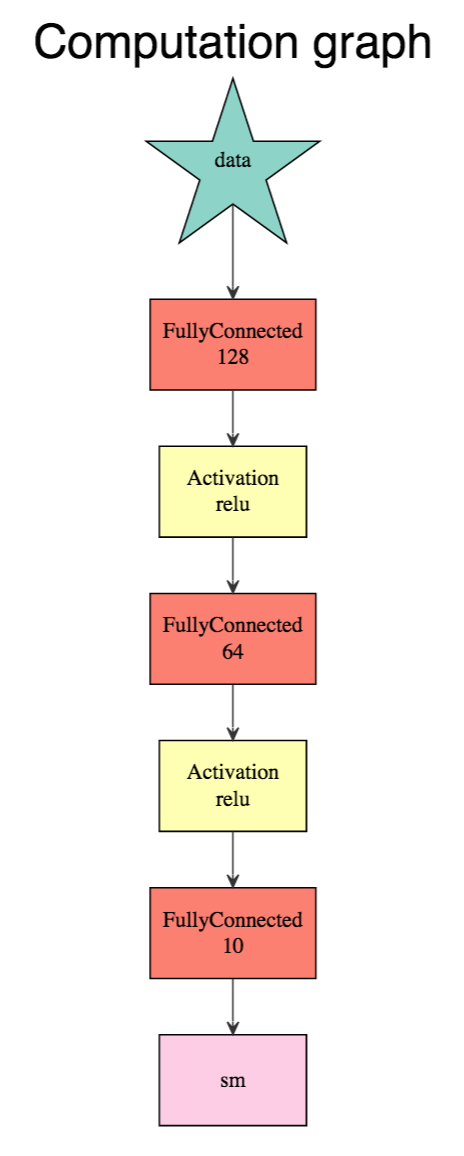 Computation graph
data
FullyConnected
128
Activation
relu
FullyConnected
64
Activation
relu
FullyConnected
10
sm